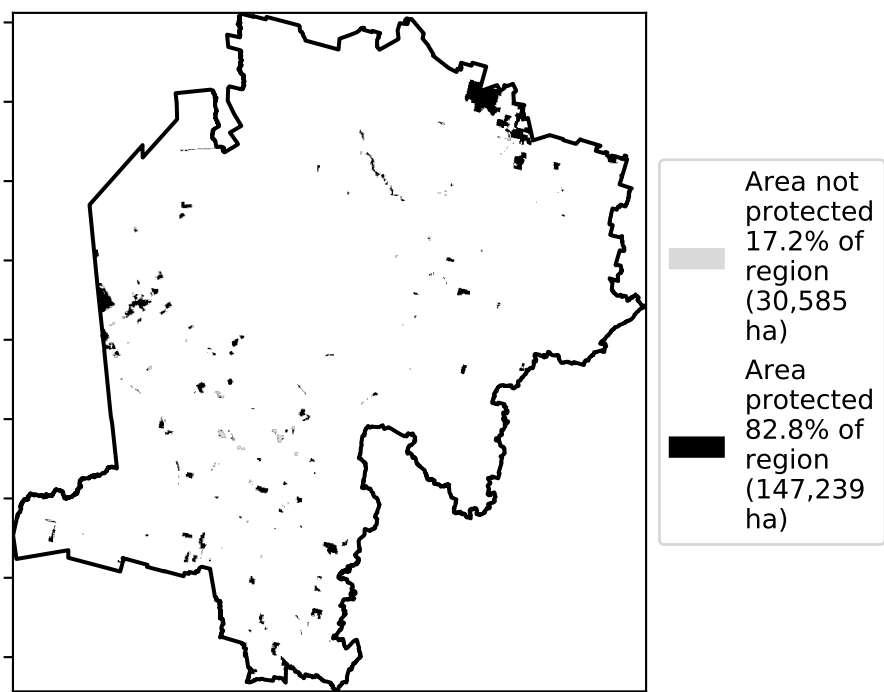 Area not
protected
17.2% of
region
(30,585
ha)
Area
protected
82.8% of
region
(147,239
ha)